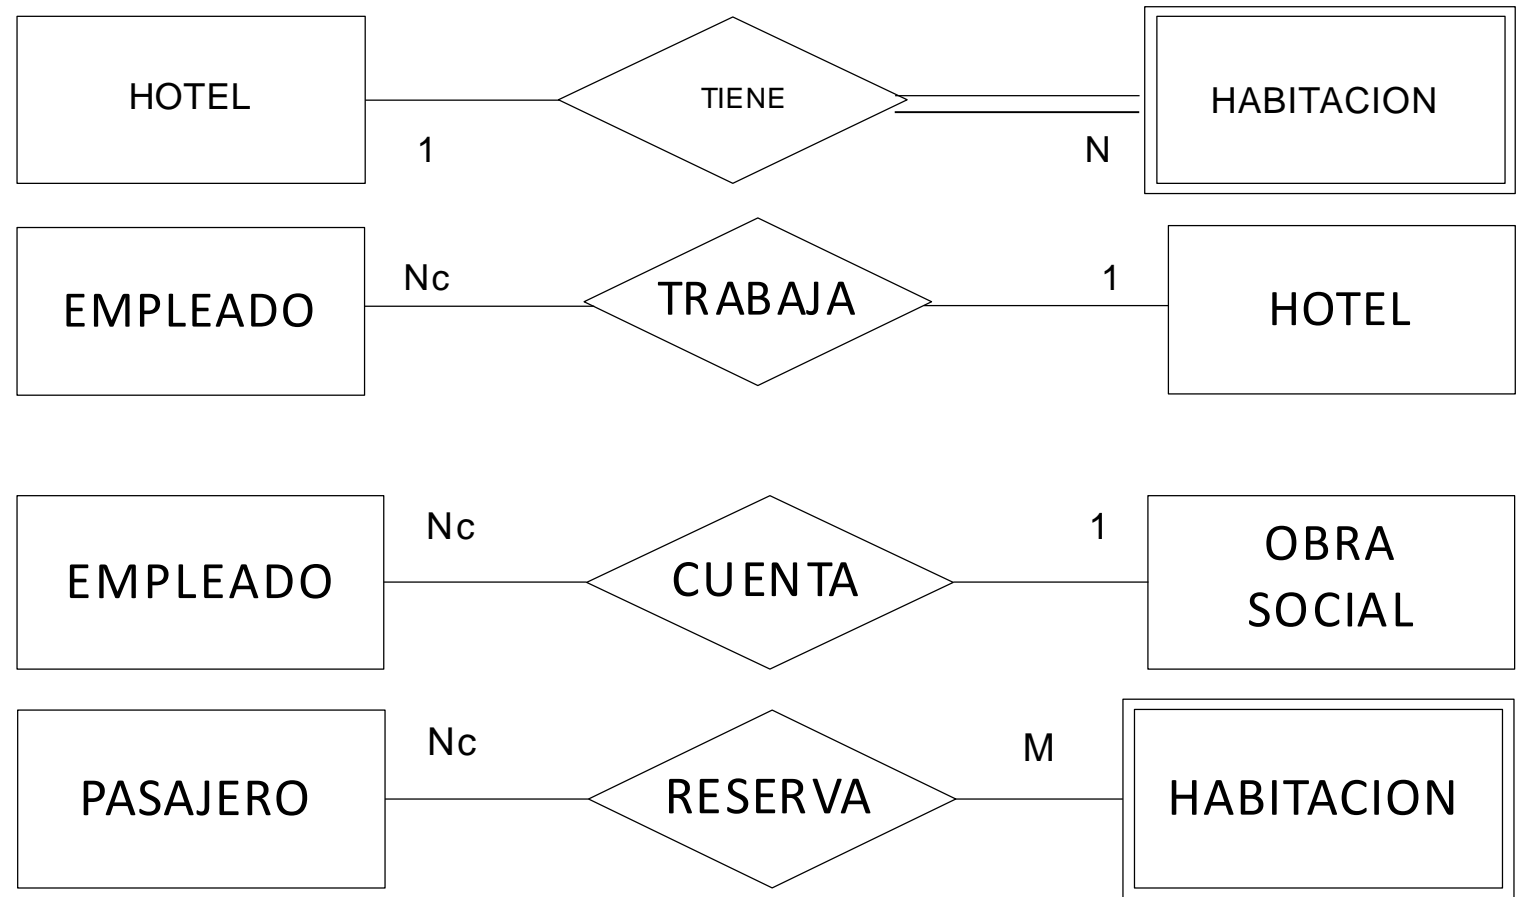 HOTEL
TIENE
HABITACION
1
N
EMPLEADO
Nc
TRABAJA
1
HOTEL
EMPLEADO
Nc
CUENTA
1
OBRA
SOCIAL
PASAJERO
Nc
RESERVA
M
HABITACION